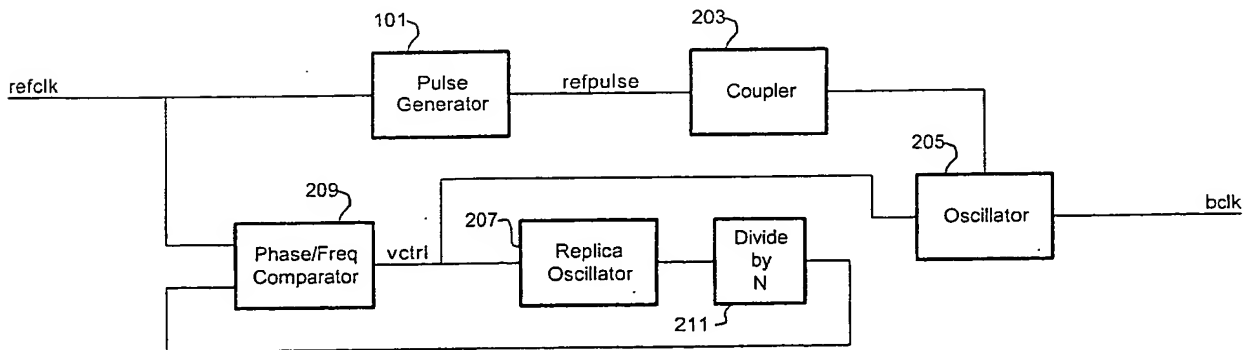 101
203
refclk
Pulse
Generator
refpulse
Coupler
205
Oscillator
bclk
209
Phase/Freq
Comparator
vctrl
207
Replica
Oscillator
Divide
by
N
211